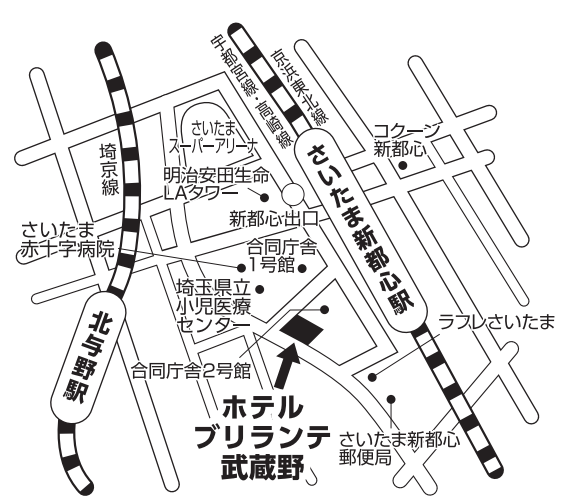 宇都宮線・高崎線
京浜東北線
さいたま
スーパーアリーナ
コクーン
新都心
埼京線
明治安田生命
LAタワー
さいたま新都心駅
新都心出口
さいたま
赤十字病院
合同庁舎
1号館
埼玉県立
小児医療
センター
北与野駅
ラフレさいたま
合同庁舎2号館
ホテル
ブリランテ
武蔵野
さいたま新都心
郵便局